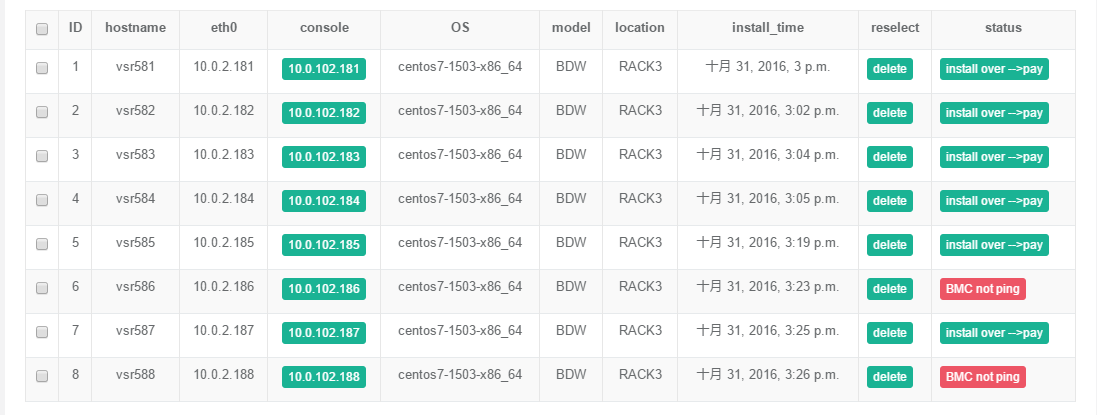 ID hostname eth0 console OS model location install_time reselect status
1 vsr581 10.0.2.181 10.0.102.181 centos7-1503-x86_64 BDW RACK3 十月 31, 2016, 3 p.m. delete install over -->pay
2 vsr582 10.0.2.182 10.0.102.182 centos7-1503-x86_64 BDW RACK3 十月 31, 2016, 3:02 p.m. delete install over -->pay
3 vsr583 10.0.2.183 10.0.102.183 centos7-1503-x86_64 BDW RACK3 十月 31, 2016, 3:04 p.m. delete install over -->pay
4 vsr584 10.0.2.184 10.0.102.184 centos7-1503-x86_64 BDW RACK3 十月 31, 2016, 3:05 p.m. delete install over -->pay
5 vsr585 10.0.2.185 10.0.102.185 centos7-1503-x86_64 BDW RACK3 十月 31, 2016, 3:19 p.m. delete install over -->pay
6 vsr586 10.0.2.186 10.0.102.186 centos7-1503-x86_64 BDW RACK3 十月 31, 2016, 3:23 p.m. delete BMC not ping
7 vsr587 10.0.2.187 10.0.102.187 centos7-1503-x86_64 BDW RACK3 十月 31, 2016, 3:25 p.m. delete install over -->pay
8 vsr588 10.0.2.188 10.0.102.188 centos7-1503-x86_64 BDW RACK3 十月 31, 2016, 3:26 p.m. delete BMC not ping